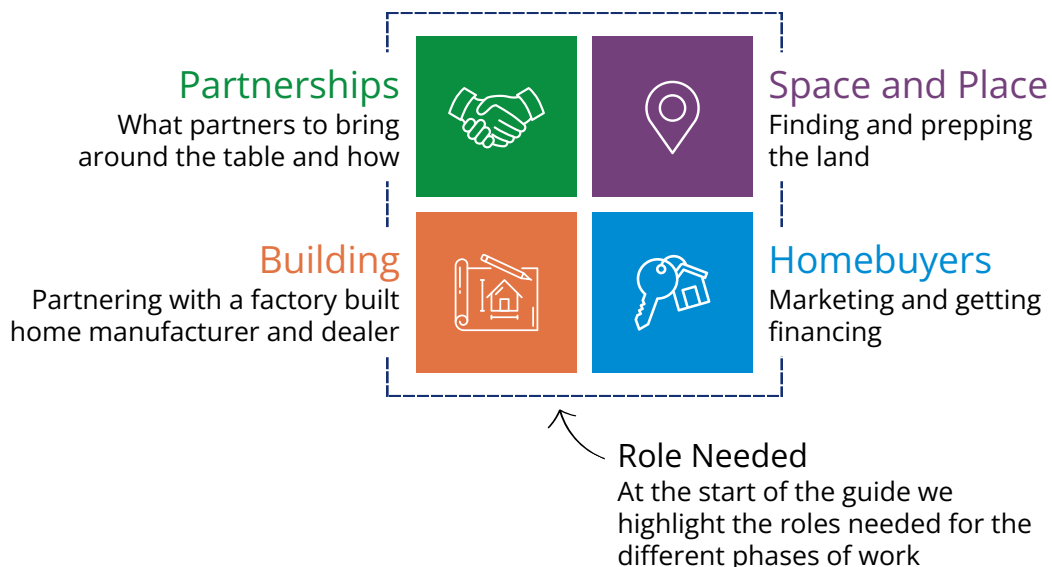 Partnerships
What partners to bring
around the table and how
Space and Place
Finding and prepping
the land
Building
Partnering with a factory built
home manufacturer and dealer
Homebuyers
Marketing and getting
financing
Role Needed
At the start of the guide we
highlight the roles needed for the
different phases of work